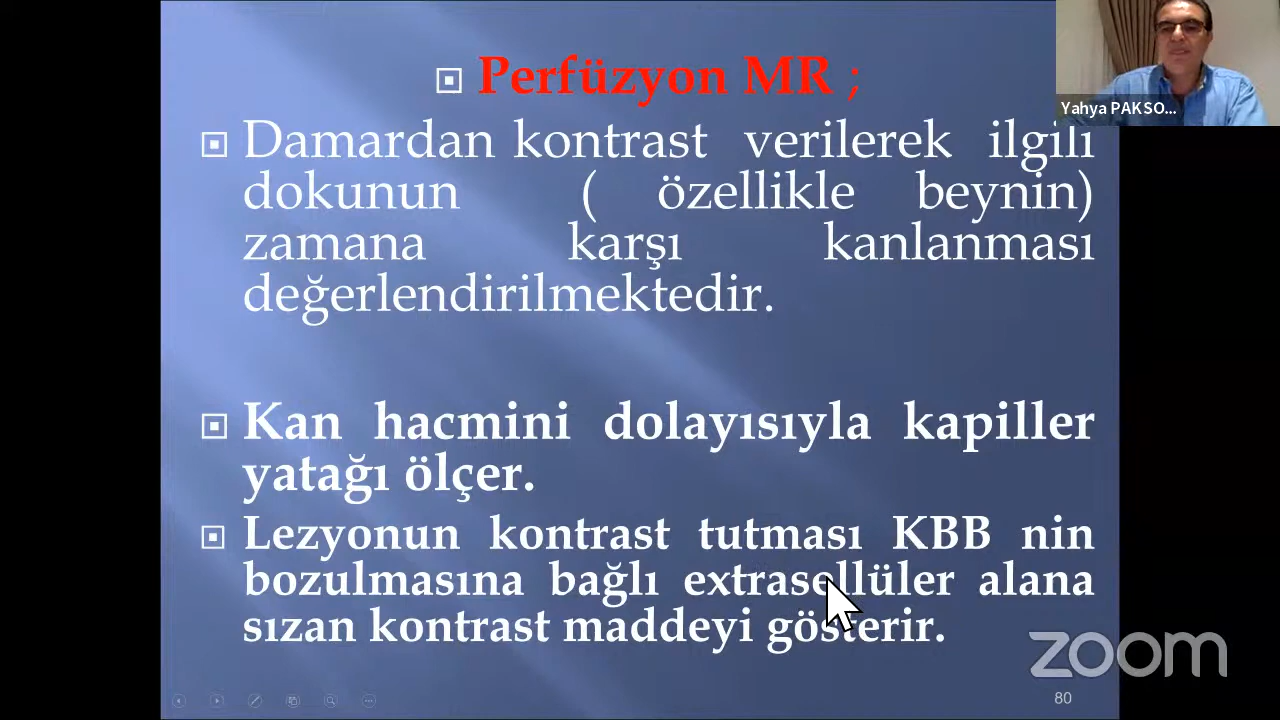 Perfüzyon MR ;
Damardan kontrast verilerek ilgili
dokunun ( özellikle beynin)
zamana karşı kanlanması
değerlendirilmektedir.
Kan hacmini dolayısıyla kapiller
yatağı ölçer.
Lezyonun kontrast tutması KBB nin
bozulmasına bağlı extrasellüler alana
sızan kontrast maddeyi gösterir.
Yahya PAKSO...
zoom
80